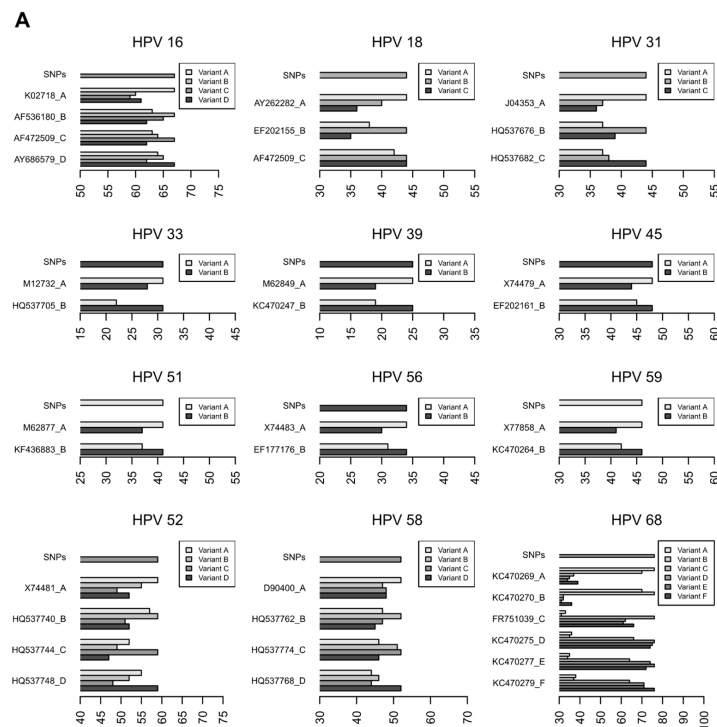 A
HPV 16
SNPs
K02718_A
AF536180_B
AF472509_C
AY686579_D
Variant A
Variant B
Variant C
Variant D
50 55 60 65 70 75
HPV 18
SNPs
AY262282_A
EF202155_B
AF472509_C
Variant A
Variant B
Variant C
30 35 40 45 50 55
HPV 31
SNPs
J04353_A
HQ537676_B
HQ537682_C
Variant A
Variant B
Variant C
30 35 40 45 50 55
HPV 33
SNPs
M12732_A
HQ537705_B
Variant A
Variant B
15 20 25 30 35 40 45
HPV 39
SNPs
M62849_A
KC470247_B
Variant A
Variant B
10 15 20 25 30 35 40
HPV 45
SNPs
X74479_A
EF202161_B
Variant A
Variant B
30 35 40 45 50 55 60
HPV 51
SNPs
M62877_A
KF436883_B
Variant A
Variant B
25 30 35 40 45 50 55
HPV 56
SNPs
X74483_A
EF177176_B
Variant A
Variant B
20 25 30 35 40 45 50
HPV 59
SNPs
X77858_A
KC470264_B
Variant A
Variant B
30 35 40 45 50 55 60
HPV 52
SNPs
X74481_A
HQ537740_B
HQ537744_C
HQ537748_D
Variant A
Variant B
Variant C
Variant D
40 45 50 55 60 65 70 75
HPV 58
SNPs
D90400_A
HQ537762_B
HQ537774_C
HQ537768_D
Variant A
Variant B
Variant C
Variant D
30 40 50 60 70
HPV 68
SNPs
KC470269_A
KC470270_B
FR751039_C
KC470275_D
KC470277_E
KC470279_F
Variant A
Variant B
Variant C
Variant D
Variant E
Variant F
30 40 50 60 70 80 90 100